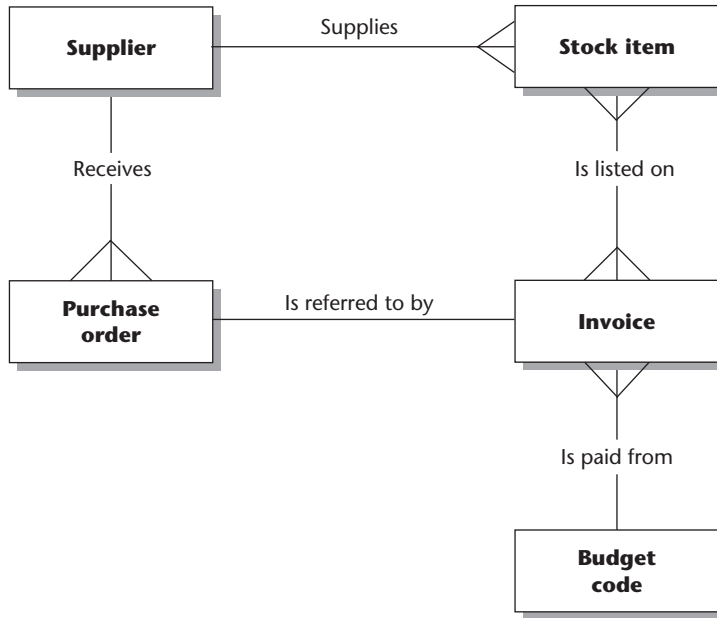 Supplier
Supplies
Stock item
Receives
Is listed on
Purchase
order
Is referred to by
Invoice
Is paid from
Budget
code